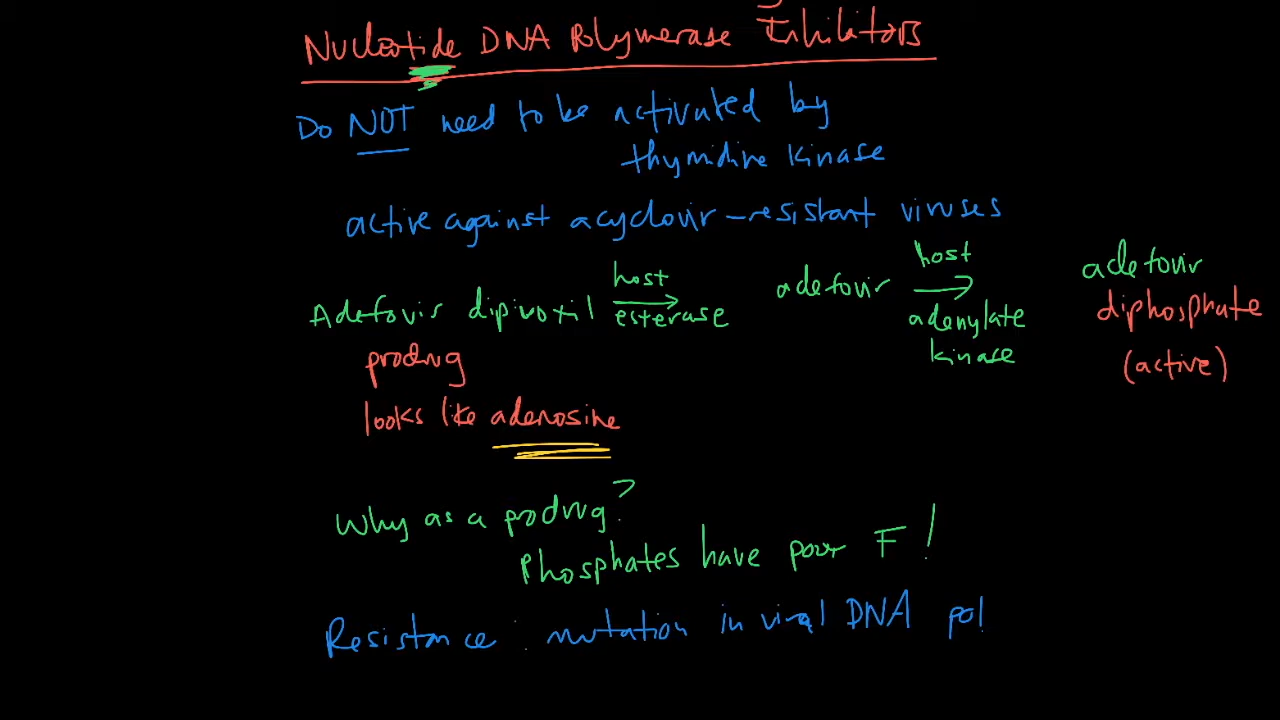 Nucleotide DNA Polymerase Inhibitors
Do NOT need to be activated by
thymidine kinase
active against acyclovir-resistant viruses
Adefovir dipivoxil host esterase → adefovir host → adenylate kinase adefovir diphosphate (active)
prodrug
looks like adenosine
Why as a prodrug?
Phosphates have poor F!
Resistance: mutation in viral DNA pol